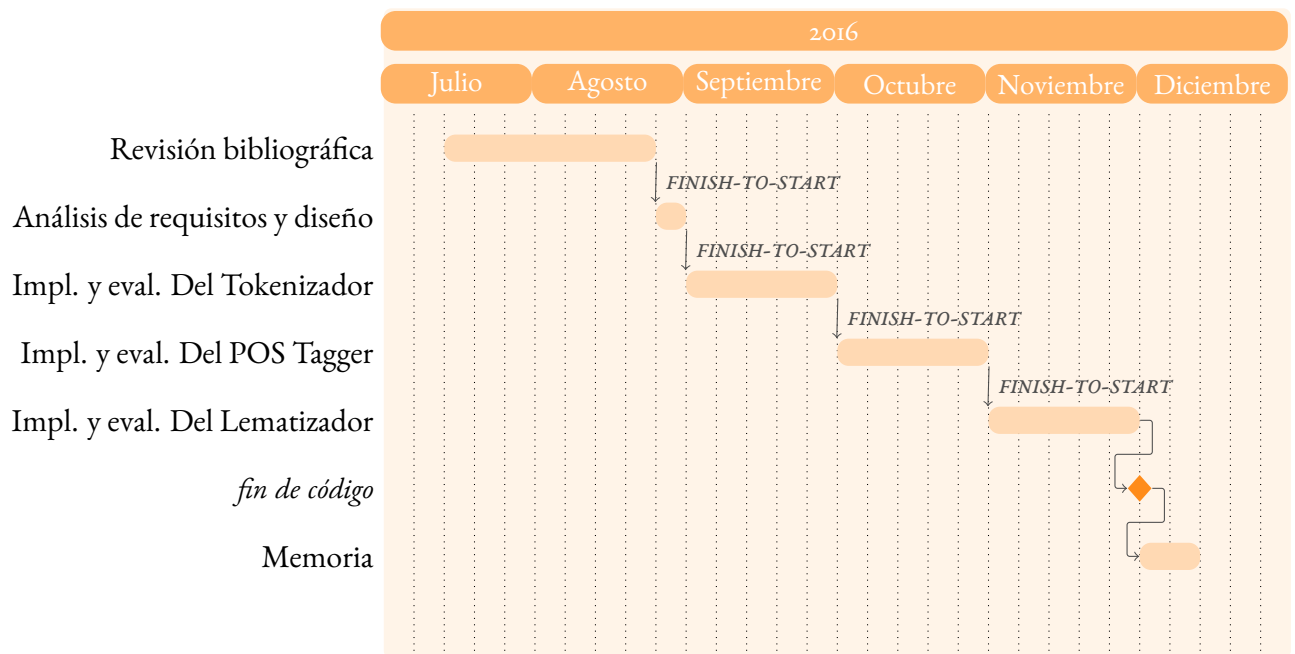 2016
Julio Agosto Septiembre Octubre Noviembre Diciembre
Revisión bibliográfica
FINISH-TO-START
Análisis de requisitos y diseño
FINISH-TO-START
Impl. y eval. Del Tokenizador
FINISH-TO-START
Impl. y eval. Del POS Tagger
FINISH-TO-START
Impl. y eval. Del Lematizador
fin de código
Memoria